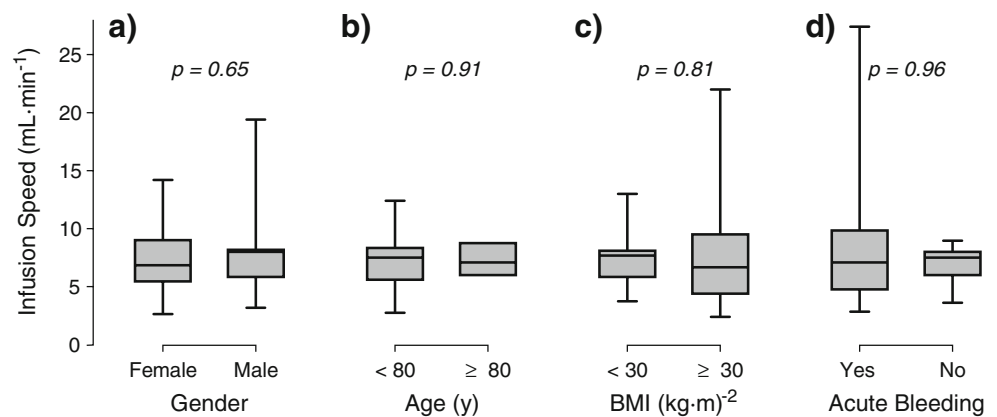 a) b) c) d)
p = 0.65 p = 0.91 p = 0.81 p = 0.96
Infusion Speed (mL·min-1)
25
20
15
10
5
0
Female Male < 80 ≥ 80 < 30 ≥ 30 Yes No
Gender Age (y) BMI (kg·m)-2 Acute Bleeding